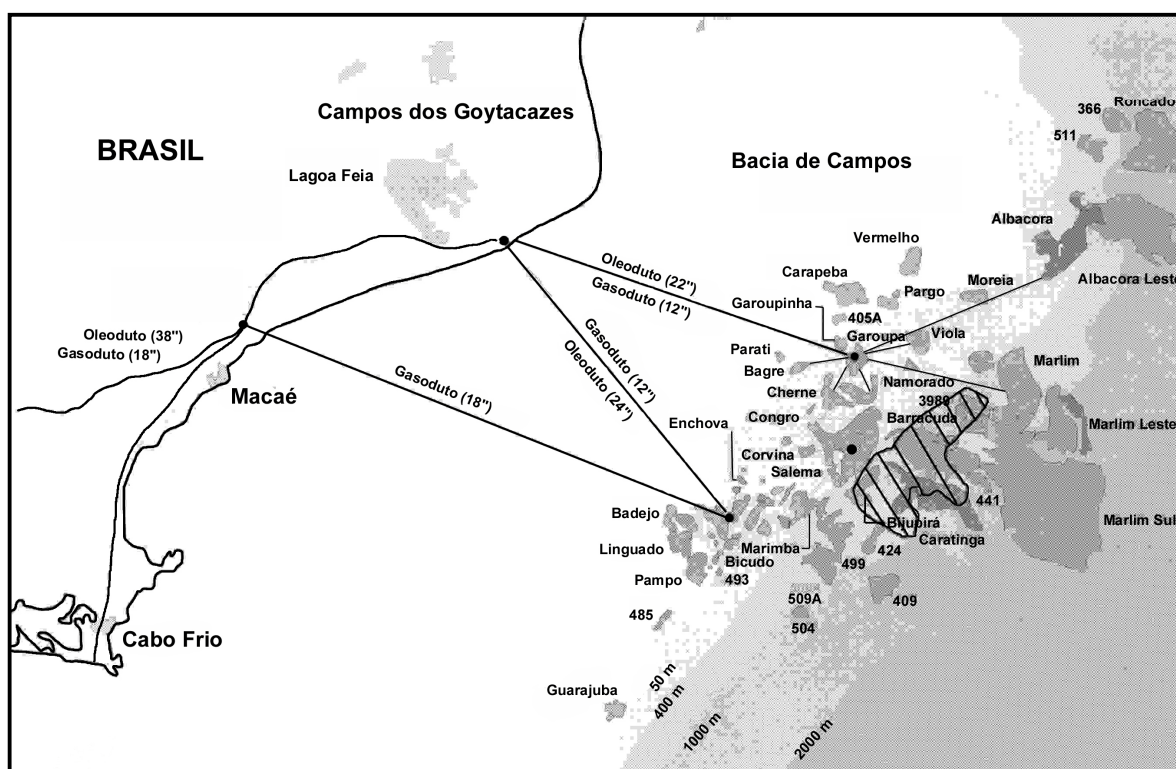 Campos dos Goytacazes
BRASIL
Lagoa Feia
Bacia de Campos
366
Roncado
511
Albacora
Vermelho
Albacora Leste
Carapeba
Pargo
Moreia
Oleoduto (22")
Gasoduto (12")
Garoupinha
405A
Garoupa
Viola
Oleoduto (38")
Gasoduto (18")
Parati
Bagre
Marlim
Macaé
Gasoduto (18")
Gasoduto (12")
Oleoduto (24")
Cherne
Namorado
Enchova
Congro
Barracuda
Marlim Leste
Corvina
Salema
441
Badejo
Bijupirá
Marlim Sul
Linguado
Marimba
Caratinga
424
Bicudo
499
Pampo
493
509A
409
485
504
Cabo Frio
50 m
400 m
Guarajuba
1000 m
2000 m